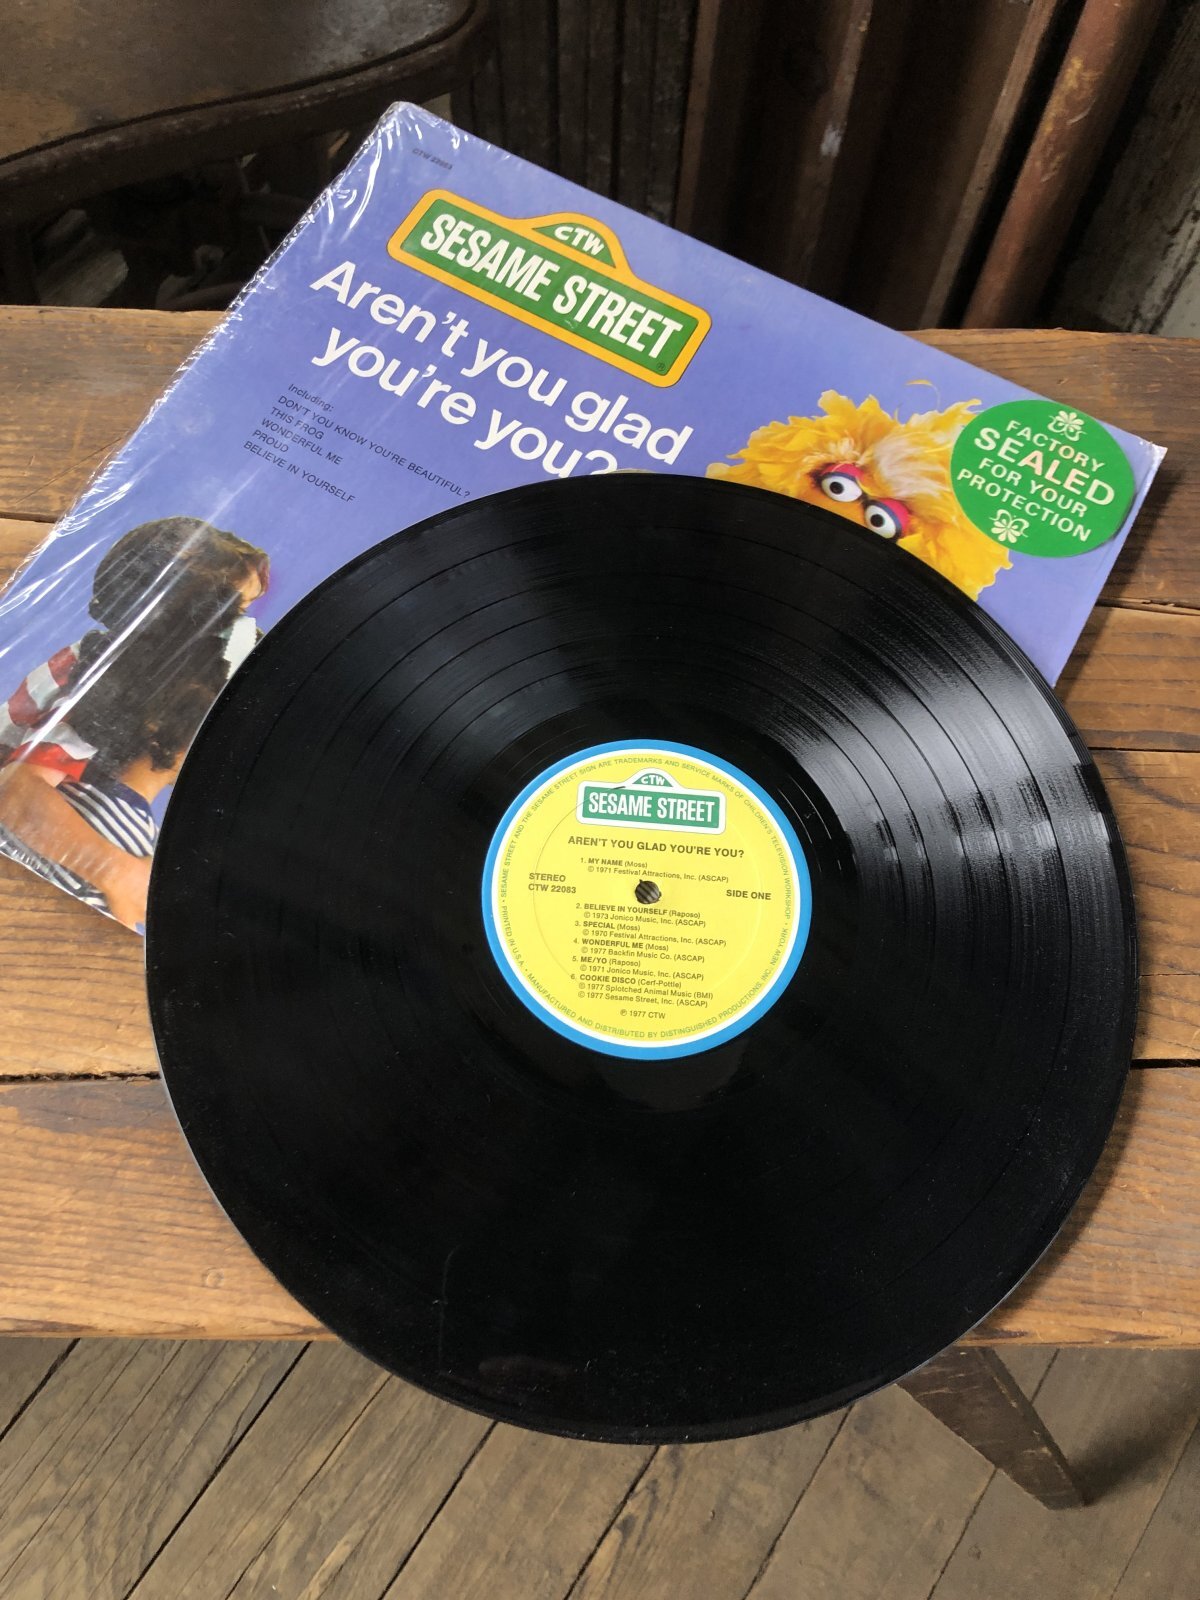 CTW 22083
CTW
SESAME STREET
®
Aren't you glad
you're you?
Including:
DON'T YOU KNOW YOU'RE BEAUTIFUL?
THIS FROG
WONDERFUL ME
PROUD
BELIEVE IN YOURSELF
FACTORY
SEALED
FOR YOUR
PROTECTION
SESAME STREET AND THE SESAME STREET SIGN ARE TRADEMARKS AND SERVICE MARKS OF CHILDREN'S TELEVISION WORKSHOP •
CTW
SESAME STREET
AREN'T YOU GLAD YOU'RE YOU?
1. MY NAME (Moss)
© 1971 Festival Attractions, Inc. (ASCAP)
STEREO
CTW 22083
SIDE ONE
2. BELIEVE IN YOURSELF (Raposo)
© 1973 Jonico Music, Inc. (ASCAP)
3. SPECIAL (Moss)
© 1970 Festival Attractions, Inc. (ASCAP)
4. WONDERFUL ME (Moss)
© 1977 Backfin Music Co. (ASCAP)
5. ME/YO (Raposo)
© 1971 Jonico Music, Inc. (ASCAP)
6. COOKIE DISCO (Cerf-Pottle)
© 1977 Splotched Animal Music (BMI)
© 1977 Sesame Street, Inc. (ASCAP)
℗ 1977 CTW
MANUFACTURED AND DISTRIBUTED BY DISTINGUISHED PRODUCTIONS, INC. NEW YORK
• PRINTED IN U.S.A. •